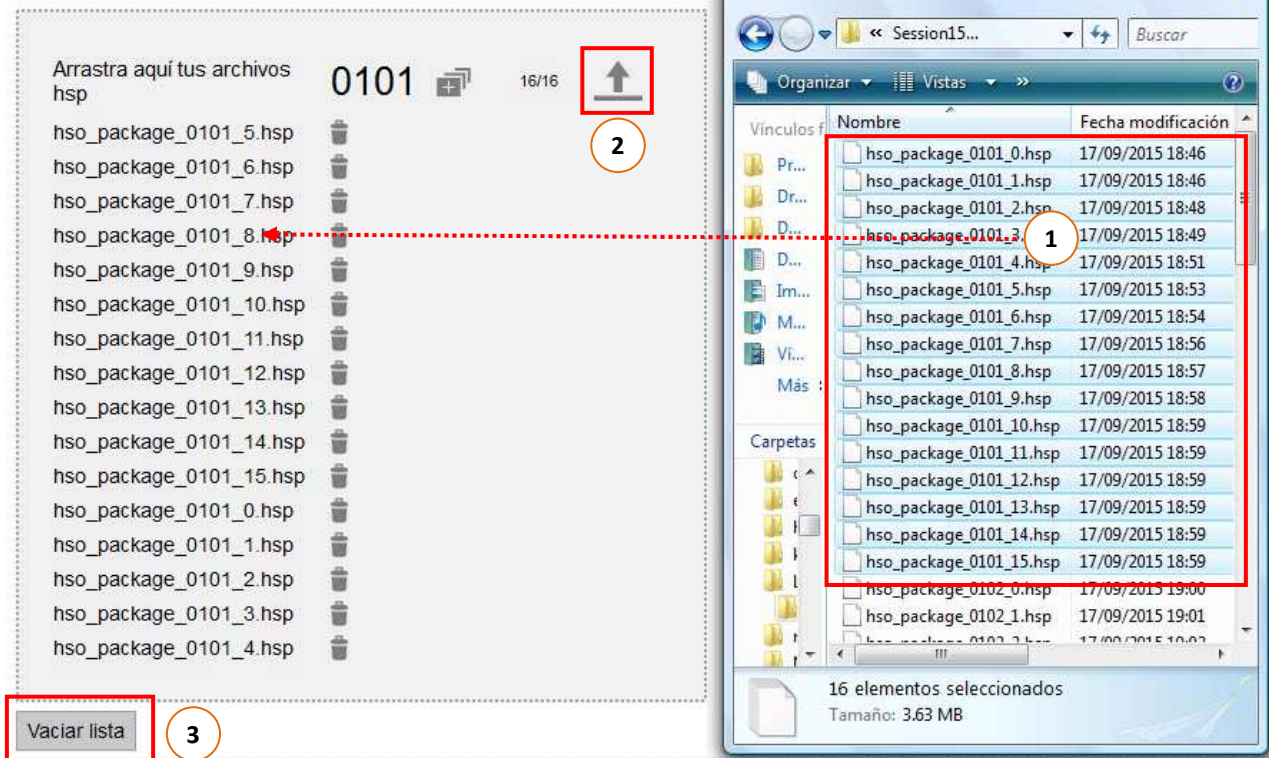 Arrastra aquí tus archivos
hsp
0101
16/16
2
hso_package_0101_5.hsp
hso_package_0101_6.hsp
hso_package_0101_7.hsp
hso_package_0101_8.hsp
hso_package_0101_9.hsp
hso_package_0101_10.hsp
hso_package_0101_11.hsp
hso_package_0101_12.hsp
hso_package_0101_13.hsp
hso_package_0101_14.hsp
hso_package_0101_15.hsp
hso_package_0101_0.hsp
hso_package_0101_1.hsp
hso_package_0101_2.hsp
hso_package_0101_3.hsp
hso_package_0101_4.hsp
Vaciar lista
3
« Session15...
Buscar
Organizar Vistas »
Vínculos f
Pr...
Dr...
D...
D...
Im...
M...
Ví...
Más
Carpetas
Nombre Fecha modificación
hso_package_0101_0.hsp 17/09/2015 18:46
hso_package_0101_1.hsp 17/09/2015 18:46
hso_package_0101_2.hsp 17/09/2015 18:48
hso_package_0101_3. 1 17/09/2015 18:49
hso_package_0101_4.hsp 17/09/2015 18:51
hso_package_0101_5.hsp 17/09/2015 18:53
hso_package_0101_6.hsp 17/09/2015 18:54
hso_package_0101_7.hsp 17/09/2015 18:56
hso_package_0101_8.hsp 17/09/2015 18:57
hso_package_0101_9.hsp 17/09/2015 18:58
hso_package_0101_10.hsp 17/09/2015 18:59
hso_package_0101_11.hsp 17/09/2015 18:59
hso_package_0101_12.hsp 17/09/2015 18:59
hso_package_0101_13.hsp 17/09/2015 18:59
hso_package_0101_14.hsp 17/09/2015 18:59
hso_package_0101_15.hsp 17/09/2015 18:59
hso_package_0102_0.hsp 17/09/2015 19:00
hso_package_0102_1.hsp 17/09/2015 19:01
16 elementos seleccionados
Tamaño: 3.63 MB